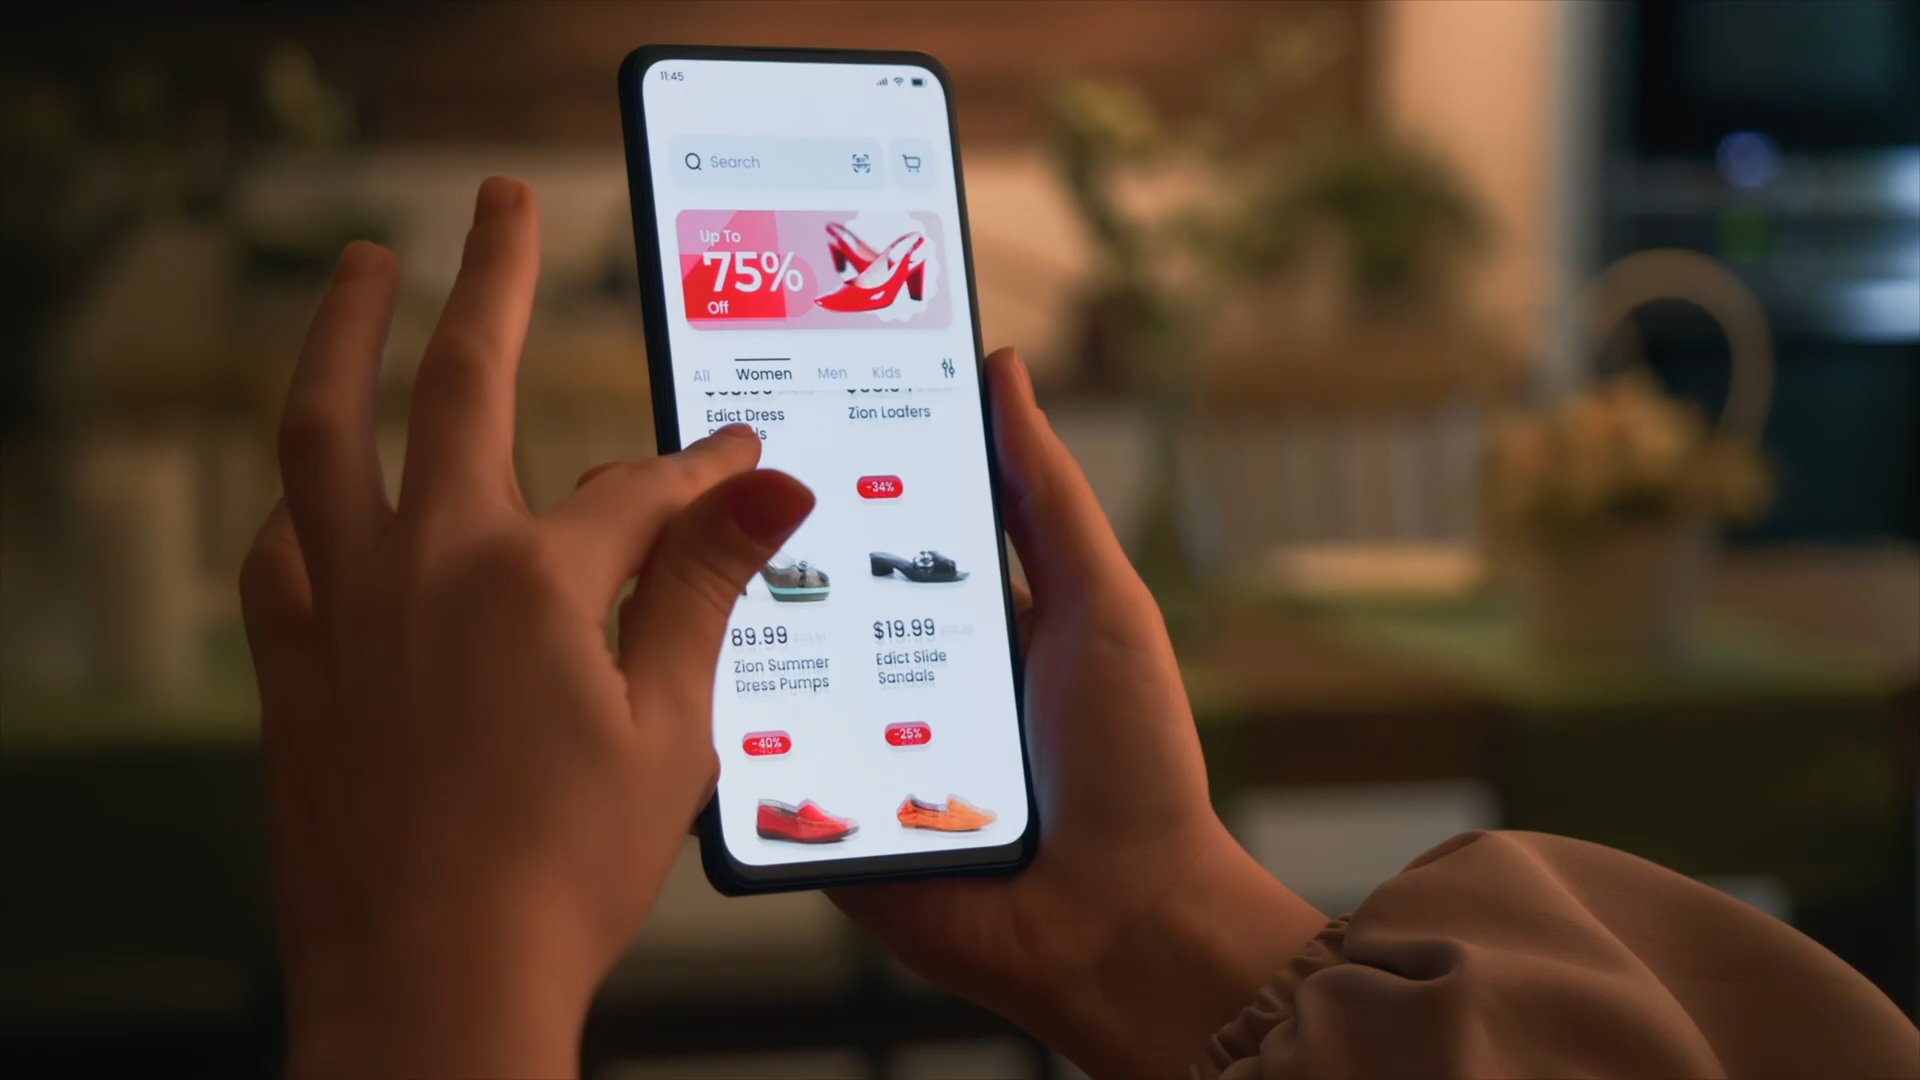 11:45
Search
Up To
75%
Off
All Women Men Kids
Edict Dress
Zion Loafers
-34%
89.99
Zion Summer
Dress Pumps
$19.99
Edict Slide
Sandals
-40%
-25%